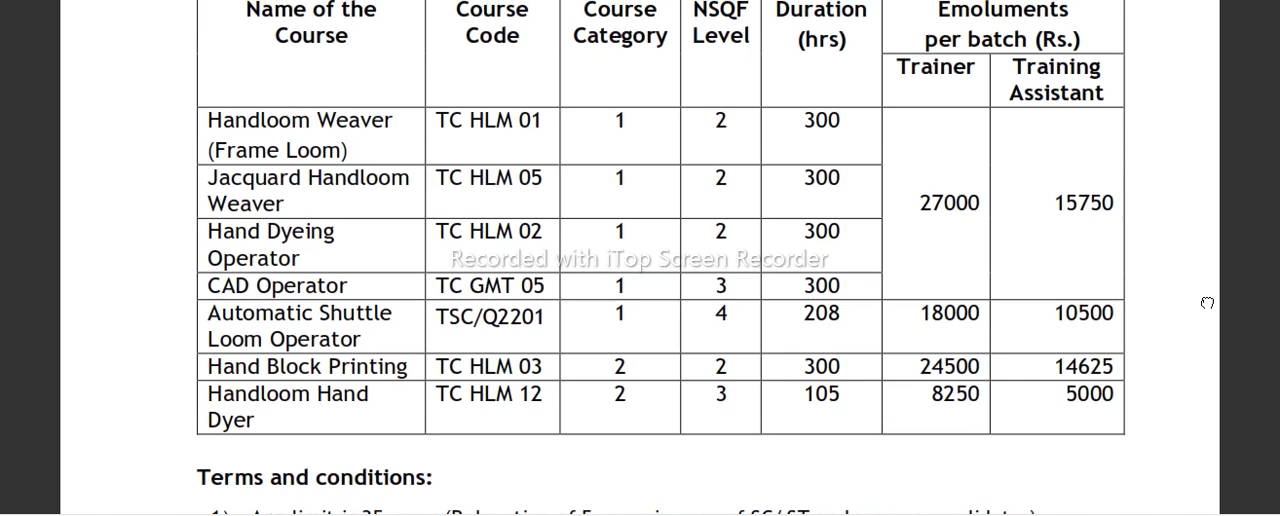 Name of the Course Course Code Course Category NSQF Level Duration (hrs) Emoluments per batch (Rs.)
Trainer Training Assistant
Handloom Weaver (Frame Loom) TC HLM 01 1 2 300
Jacquard Handloom Weaver TC HLM 05 1 2 300
27000 15750
Hand Dyeing Operator TC HLM 02 1 2 300
Recorded with iTop Screen Recorder
CAD Operator TC GMT 05 1 3 300
Automatic Shuttle Loom Operator TSC/Q2201 1 4 208 18000 10500
Hand Block Printing TC HLM 03 2 2 300 24500 14625
Handloom Hand Dyer TC HLM 12 2 3 105 8250 5000
Terms and conditions: